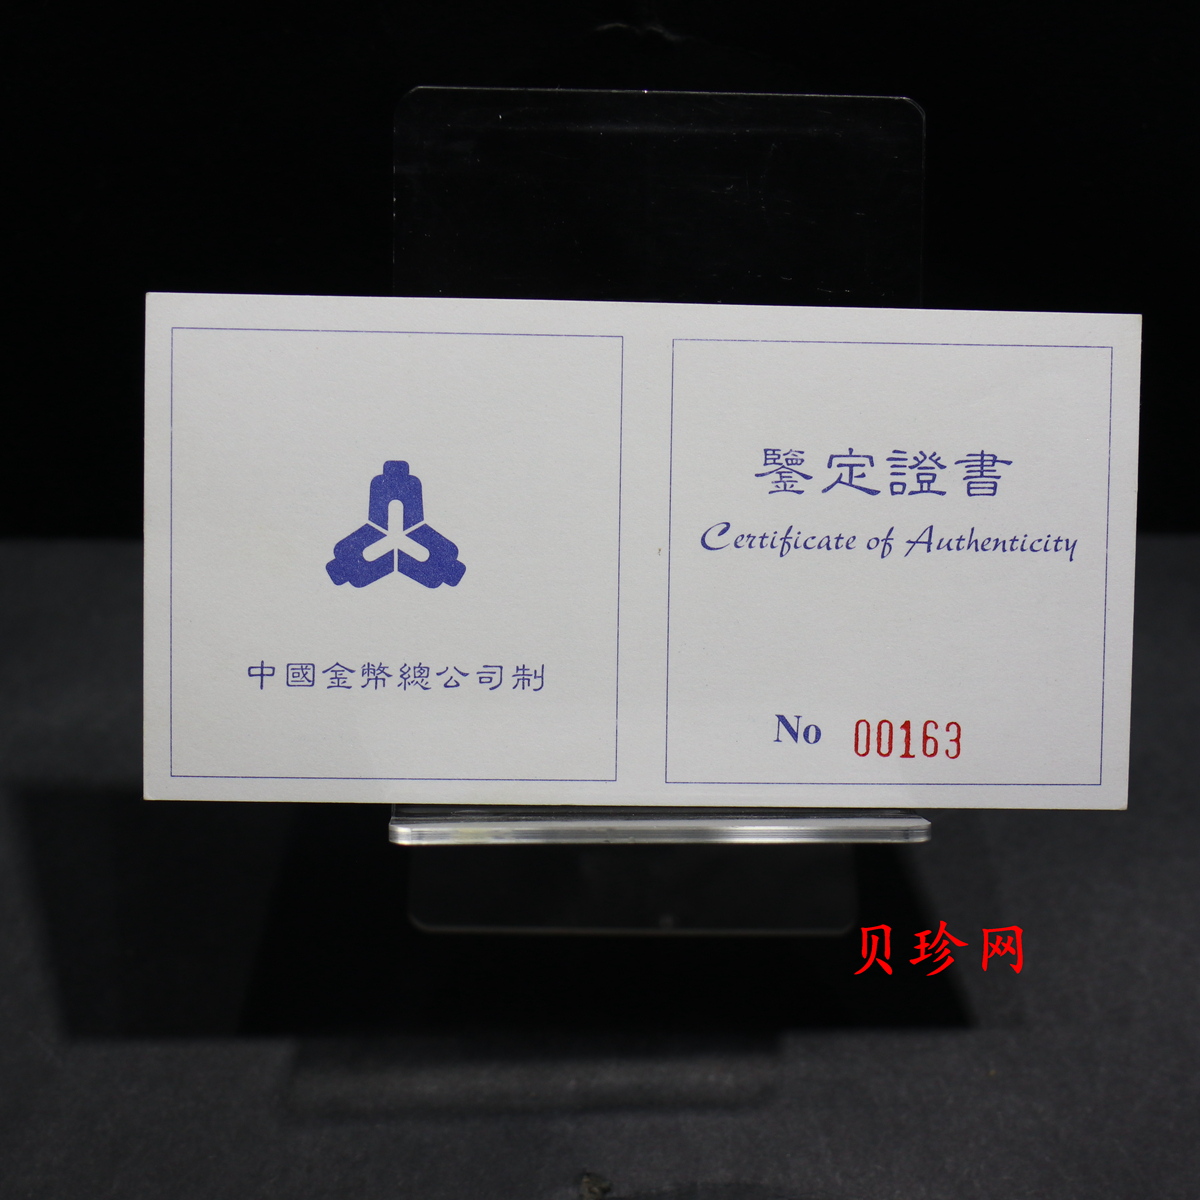 中國金幣總公司制
鑒定證書
Certificate of Authenticity
No 00163
贝珍网